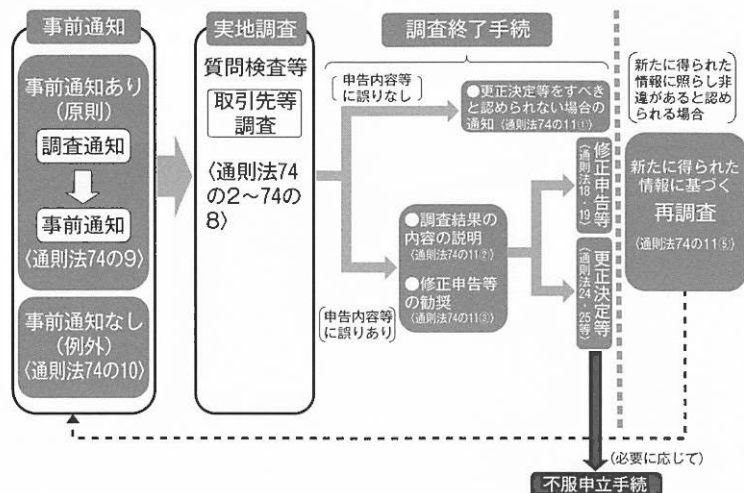 事前通知
事前通知あり
(原則)
調査通知
事前通知
〈通則法74の9〉
事前通知なし
(例外)
〈通則法74の10〉
実地調査
質問検査等
取引先等
調査
〈通則法74
の2～74の
8〉
調査終了手続
申告内容等
に誤りなし
●更正決定等をすべき
と認められない場合の
通知〈通則法74の11①〉
申告内容等
に誤りあり
●調査結果の
内容の説明
〈通則法74の11②〉
●修正申告等
の勧奨
〈通則法74の11③〉
修正申告等
(通則法18・19)
更正決定等
(通則法24・25等)
新たに得られた
情報に照らし非
違があると認め
られる場合
新たに得られた
情報に基づく
再調査
〈通則法74の11⑤〉
(必要に応じて)
不服申立手続